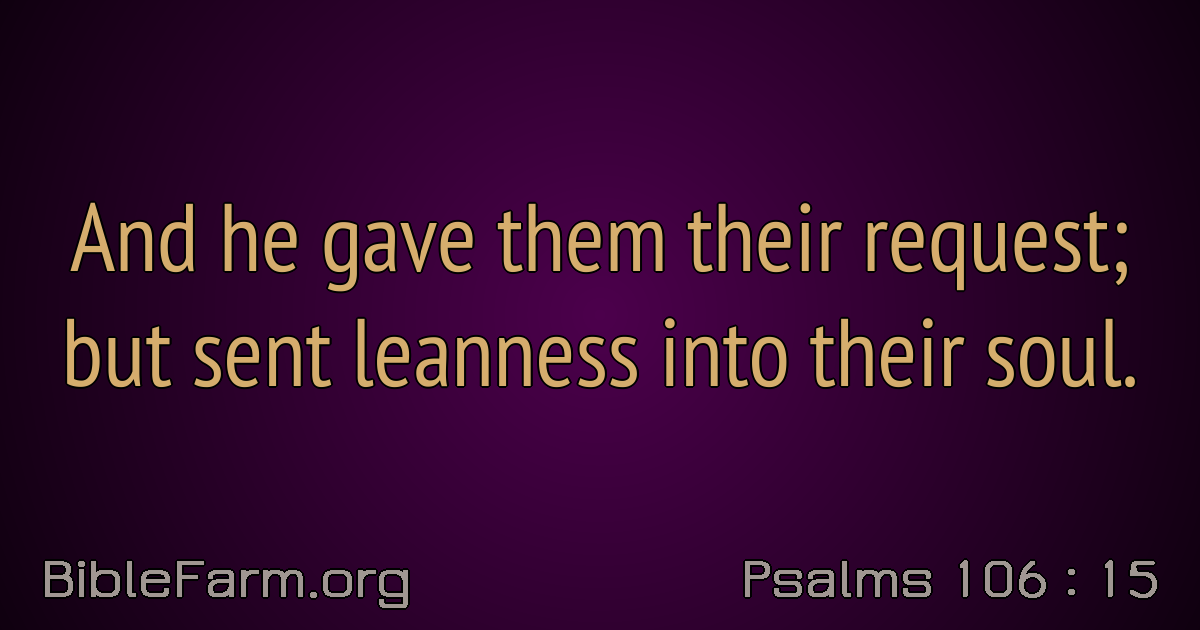 And he gave them their request;
but sent leanness into their soul.
BibleFarm.org
Psalms 106 : 15